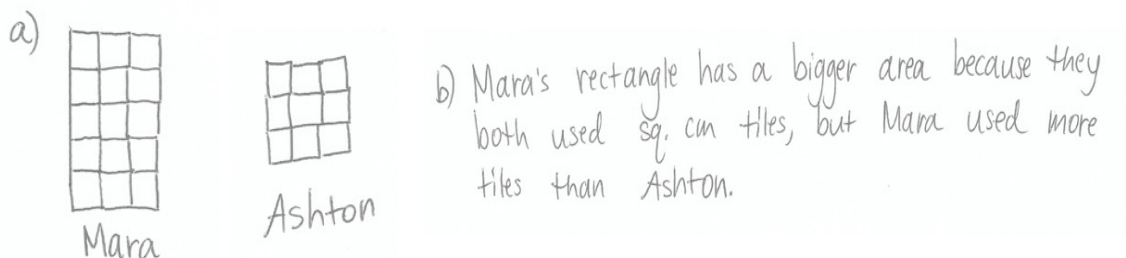 a)
Mara
Ashton
b) Mara's rectangle has a bigger area because they
both used sq. cm tiles, but Mara used more
tiles than Ashton.